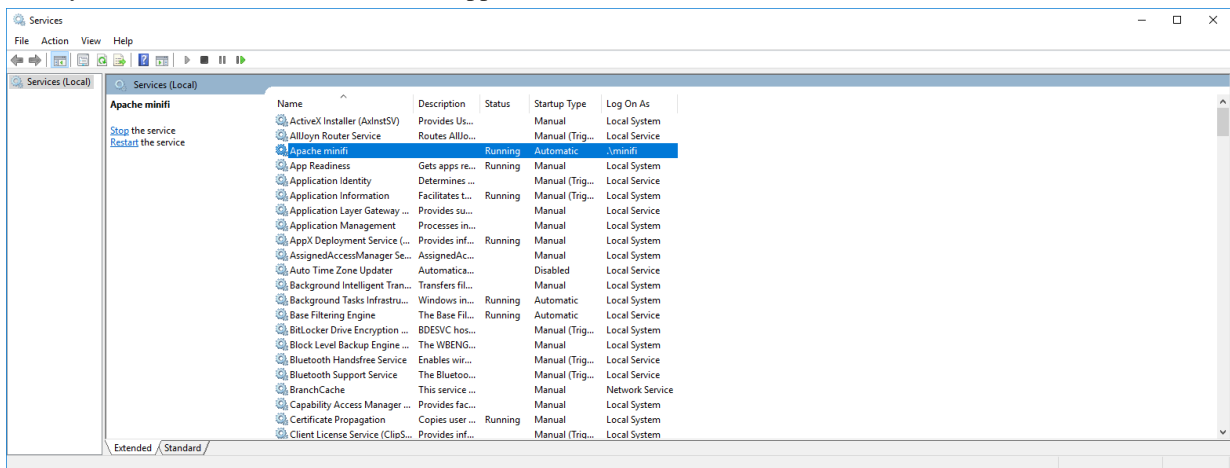 Services
File Action View Help
Services (Local)
Services (Local)
Apache minifi
Stop the service
Restart the service
Name Description Status Startup Type Log On As
ActiveX Installer (AxInstSV) Provides Us... Manual Local System
AllJoyn Router Service Routes AllJo... Manual (Trig... Local Service
Apache minifi Running Automatic .\minifi
App Readiness Gets apps re... Running Manual Local System
Application Identity Determines ... Manual (Trig... Local Service
Application Information Facilitates t... Running Manual (Trig... Local System
Application Layer Gateway ... Provides su... Manual Local Service
Application Management Processes in... Manual Local System
AppX Deployment Service (... Provides inf... Running Manual Local System
AssignedAccessManager Se... AssignedAc... Manual Local System
Auto Time Zone Updater Automatica... Disabled Local Service
Background Intelligent Tran... Transfers fil... Manual Local System
Background Tasks Infrastru... Windows in... Running Automatic Local System
Base Filtering Engine The Base Fil... Running Automatic Local Service
BitLocker Drive Encryption ... BDESVC hos... Manual (Trig... Local System
Block Level Backup Engine ... The WBENG... Manual Local System
Bluetooth Handsfree Service Enables wir... Manual (Trig... Local Service
Bluetooth Support Service The Bluetoo... Manual (Trig... Local Service
BranchCache This service ... Manual Network Service
Capability Access Manager ... Provides fac... Manual Local System
Certificate Propagation Copies user ... Running Manual Local System
Client License Service (ClipS... Provides inf... Manual (Trig... Local System
Extended Standard